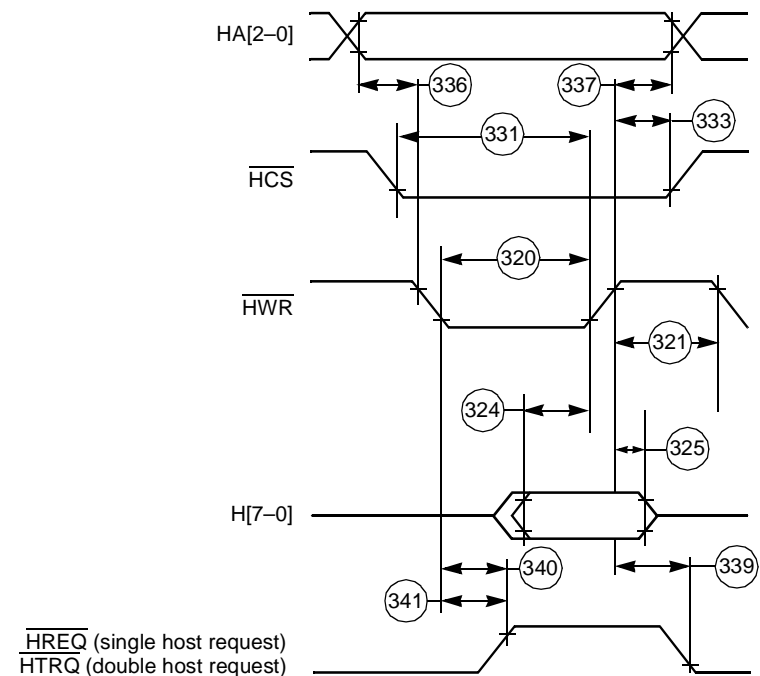 HA[2–0]
336
337
333
331
HCS
320
HWR
321
324
325
H[7–0]
340
339
341
HREQ (single host request)
HTRQ (double host request)